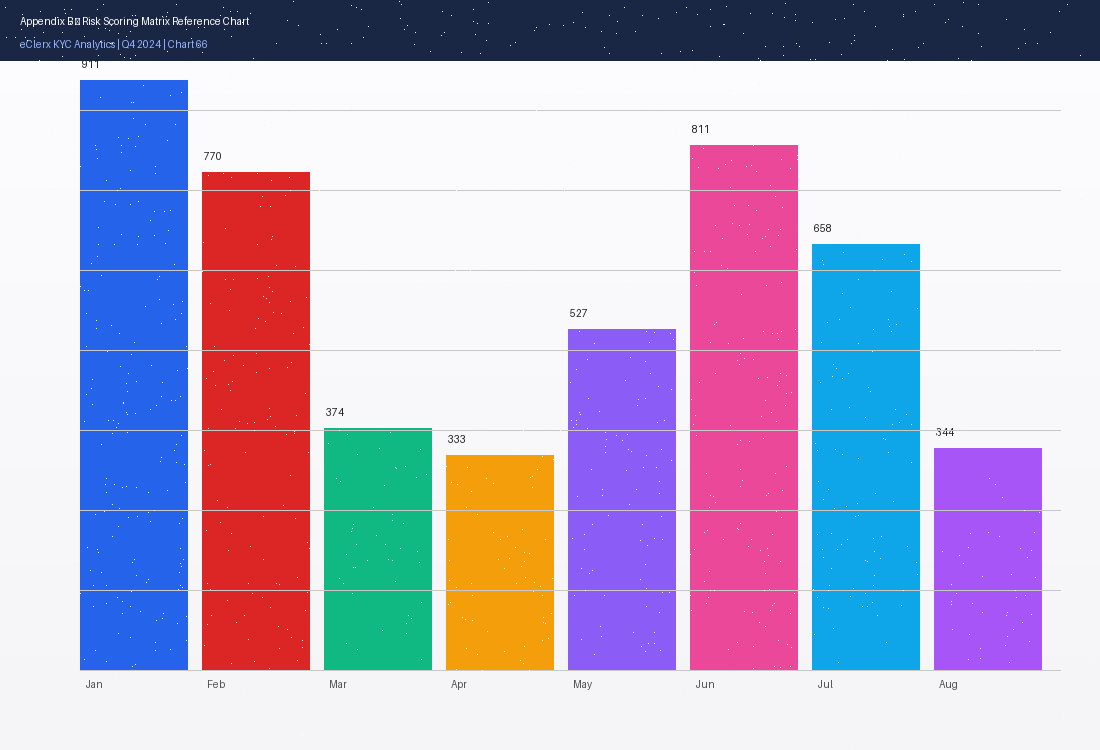 Appendix B▯▯Risk Scoring Matrix Reference Chart
eClerx KYC Analytics | Q4 2024 | Chart 66
911
770
374
333
527
811
658
344
Jan Feb Mar Apr May Jun Jul Aug